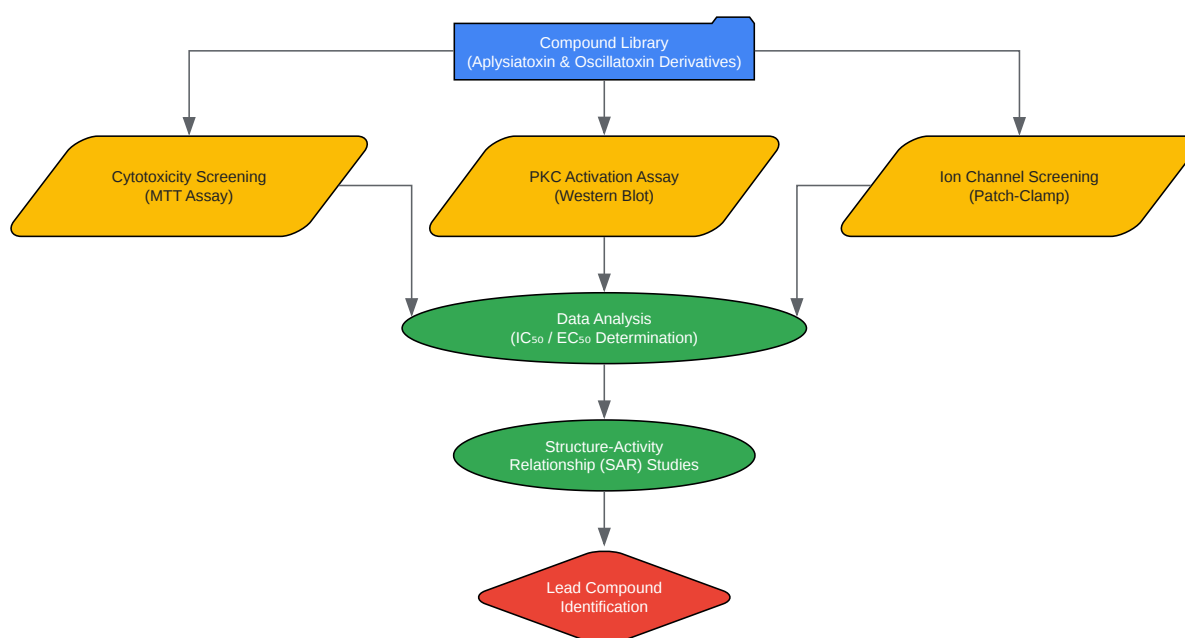 Compound Library
(Aplysiatoxin & Oscillatoxin Derivatives)
Cytotoxicity Screening
(MTT Assay)
PKC Activation Assay
(Western Blot)
Ion Channel Screening
(Patch-Clamp)
Data Analysis
(IC₅₀ / EC₅₀ Determination)
Structure-Activity
Relationship (SAR) Studies
Lead Compound
Identification